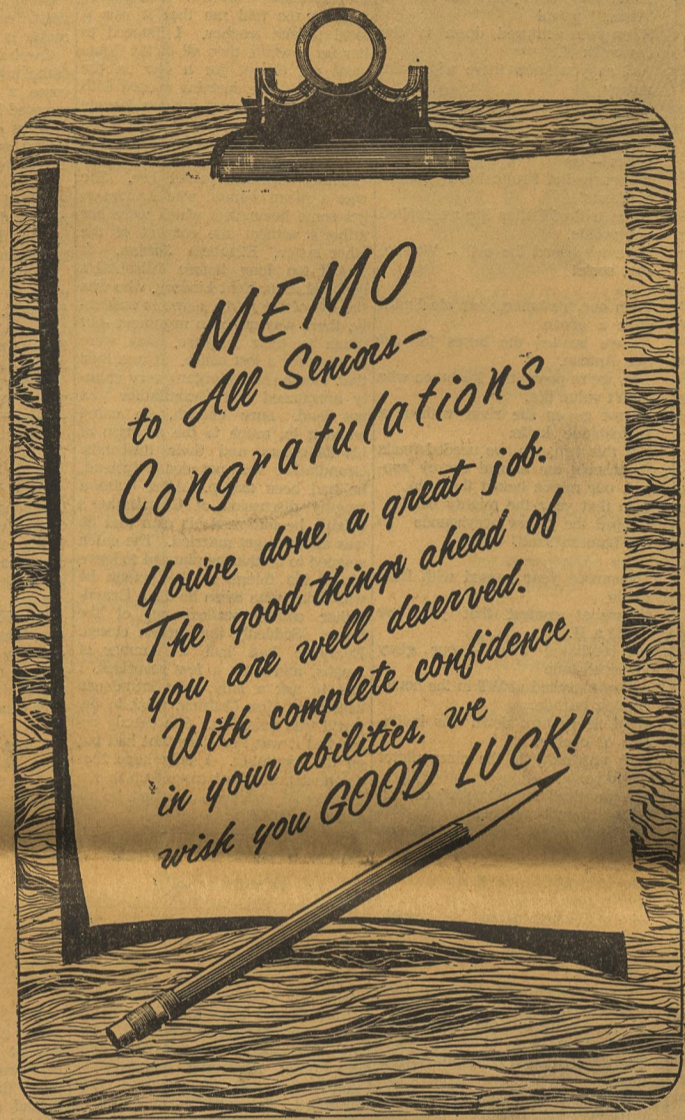 MEMO
to All Seniors—
Congratulations
You've done a great job.
The good things ahead of
you are well deserved.
With complete confidence
in your abilities, we
wish you GOOD LUCK!